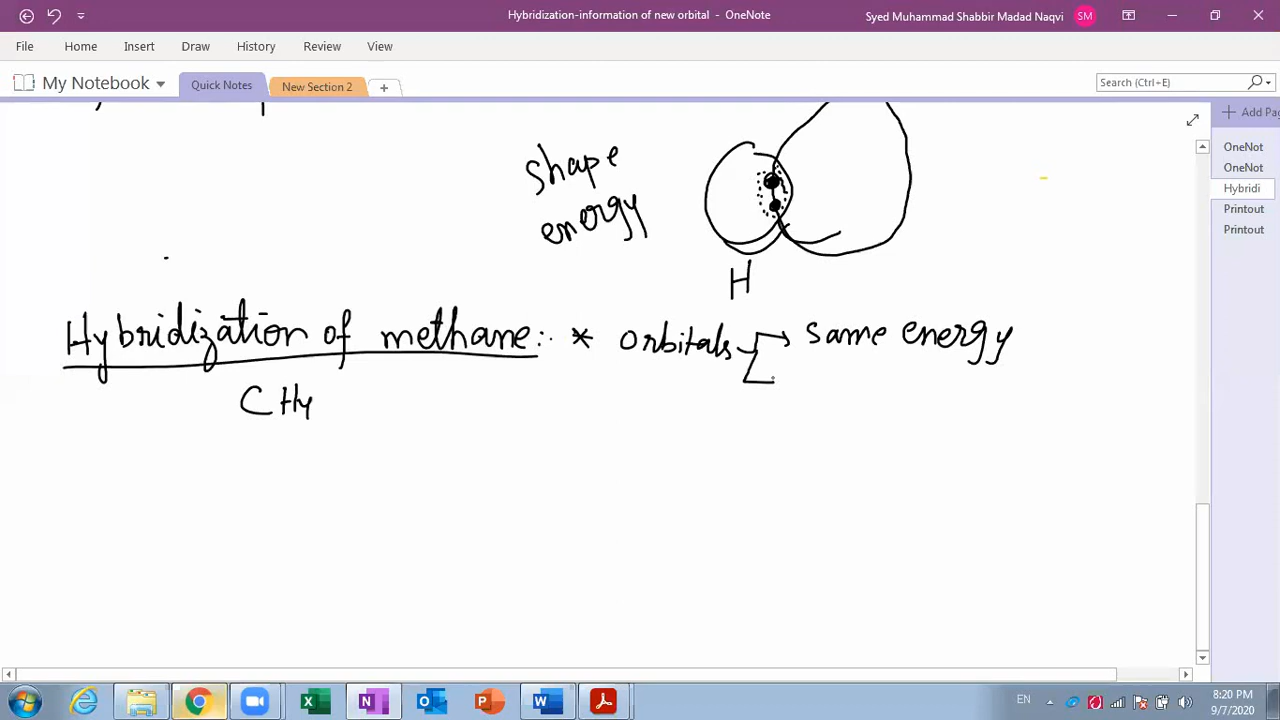 Hybridization-information of new orbital - OneNote
Syed Muhammad Shabbir Madad Naqvi
SM
File Home Insert Draw History Review View
My Notebook
Quick Notes
New Section 2
Search (Ctrl+E)
Add Pag
OneNot
OneNot
Hybridi
Printout
Printout
shape
energy
H
Hybridization of methane:- * orbitals → same energy
CH4
EN
8:20 PM
9/7/2020